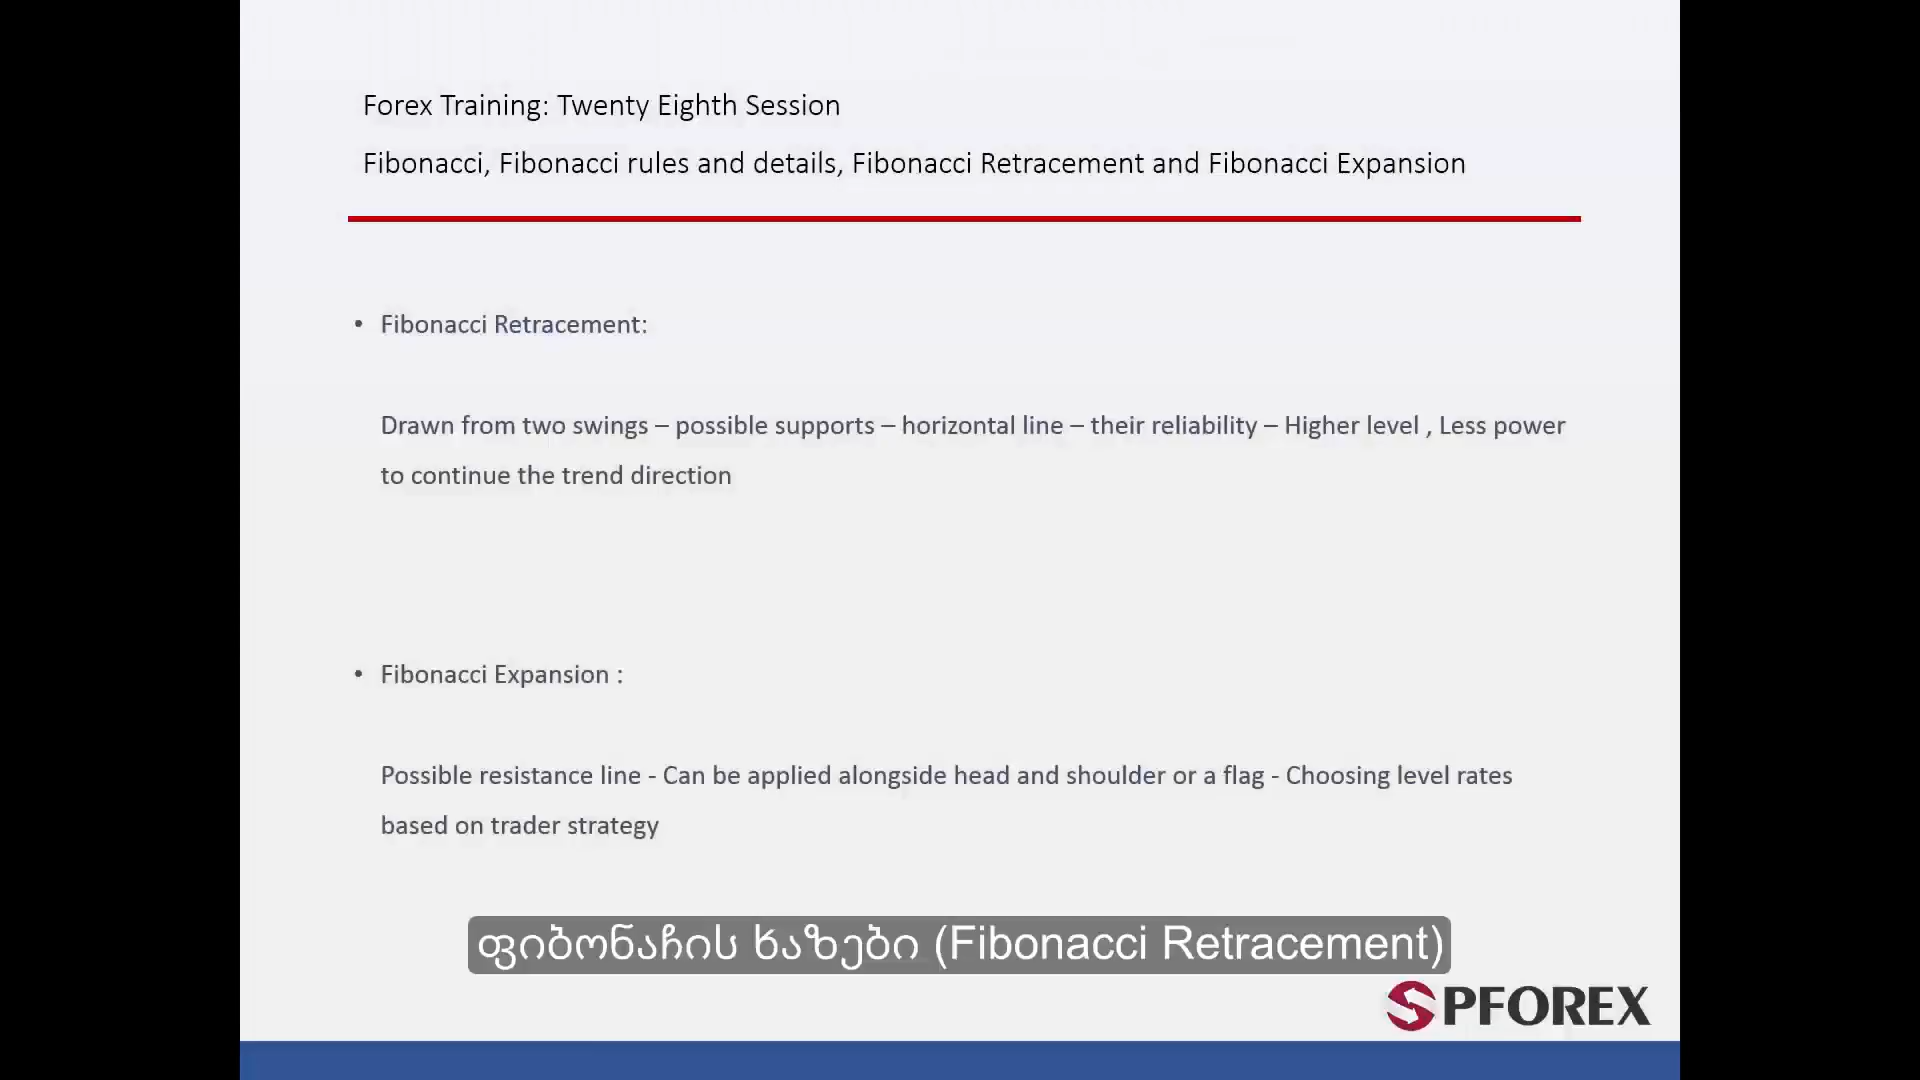 Forex Training: Twenty Eighth Session
Fibonacci, Fibonacci rules and details, Fibonacci Retracement and Fibonacci Expansion
• Fibonacci Retracement:
Drawn from two swings – possible supports – horizontal line – their reliability – Higher level , Less power
to continue the trend direction
• Fibonacci Expansion :
Possible resistance line - Can be applied alongside head and shoulder or a flag - Choosing level rates
based on trader strategy
ფიბონაჩის ხაზები (Fibonacci Retracement)
SPFOREX